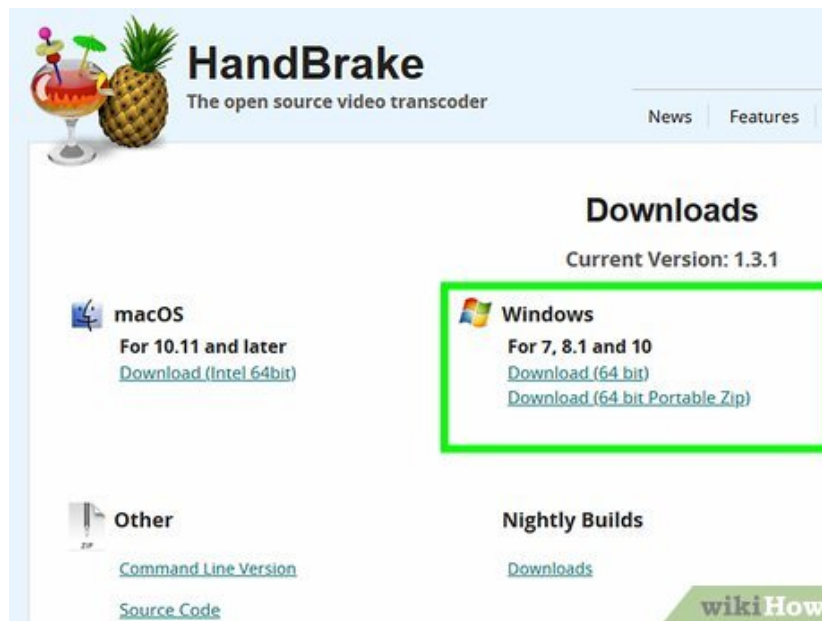 HandBrake
The open source video transcoder
News
Features
Downloads
Current Version: 1.3.1
macOS
For 10.11 and later
Download (Intel 64bit)
Windows
For 7, 8.1 and 10
Download (64 bit)
Download (64 bit Portable Zip)
ZIP
Other
Command Line Version
Source Code
Nightly Builds
Downloads
wikiHow